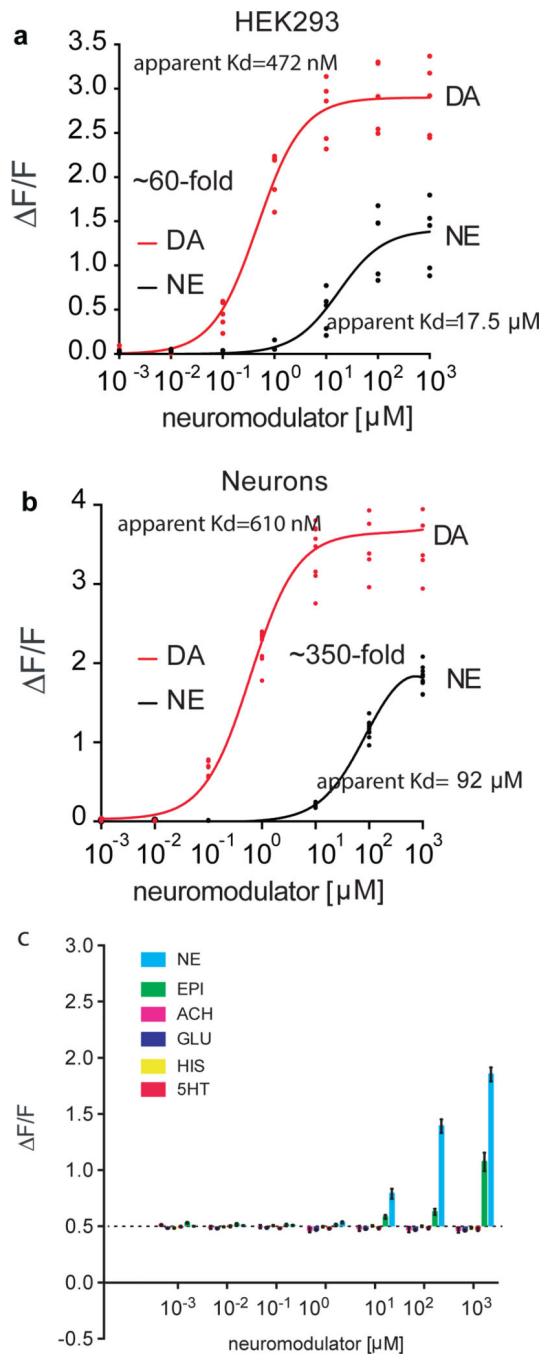 a
HEK293
apparent Kd=472 nM
DA
~60-fold
DA
NE
NE
apparent Kd=17.5 µM
ΔF/F
3.5
3.0
2.5
2.0
1.5
1.0
0.5
0.0
10⁻³ 10⁻² 10⁻¹ 10⁰ 10¹ 10² 10³
neuromodulator [µM]
b
Neurons
apparent Kd=610 nM
DA
DA
NE
~350-fold
NE
apparent Kd= 92 µM
ΔF/F
4
3
2
1
0
10⁻³ 10⁻² 10⁻¹ 10⁰ 10¹ 10² 10³
neuromodulator [µM]
c
NE
EPI
ACH
GLU
HIS
5HT
ΔF/F
3.0
2.5
2.0
1.5
1.0
0.5
0.0
-0.5
10⁻³ 10⁻² 10⁻¹ 10⁰ 10¹ 10² 10³
neuromodulator [µM]